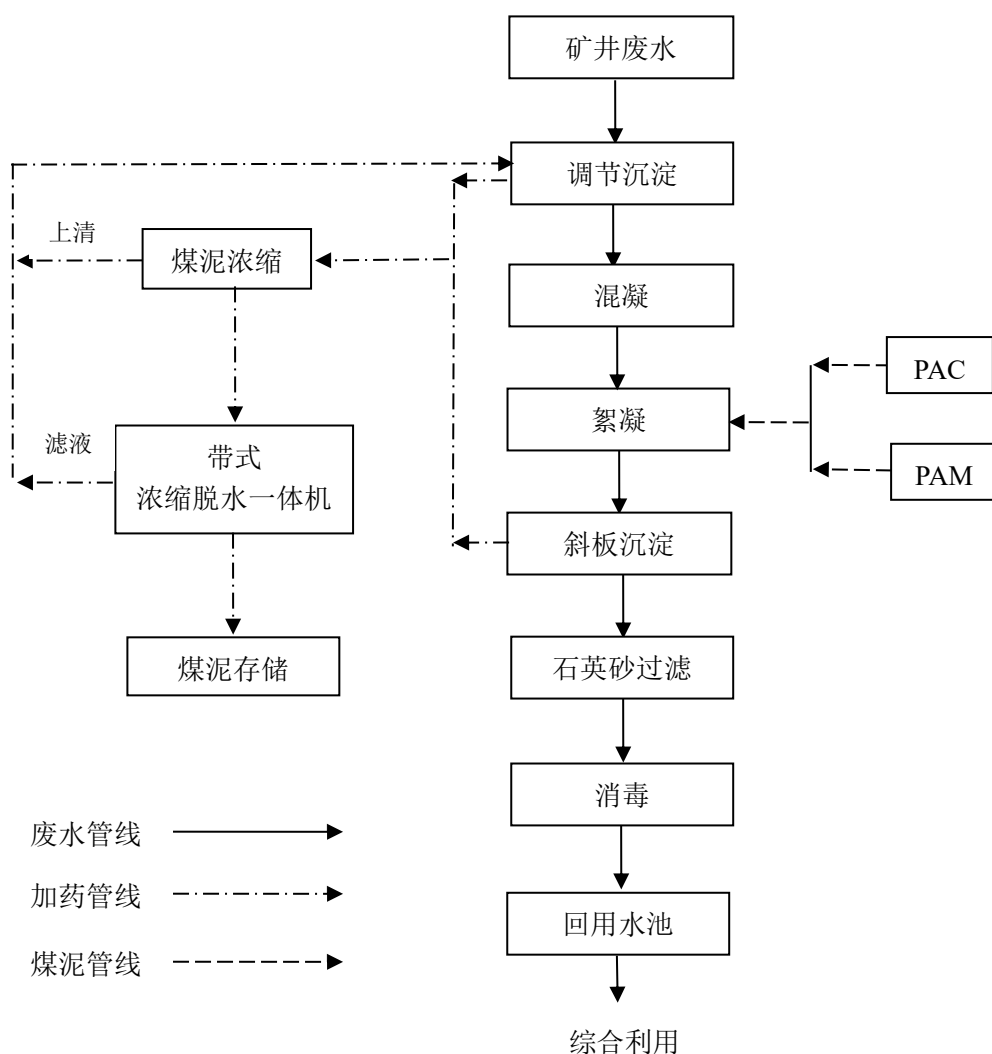 矿井废水
调节沉淀
上清
煤泥浓缩
混凝
PAC
絮凝
滤液
带式
浓缩脱水一体机
PAM
斜板沉淀
煤泥存储
石英砂过滤
消毒
废水管线
加药管线
回用水池
煤泥管线
综合利用